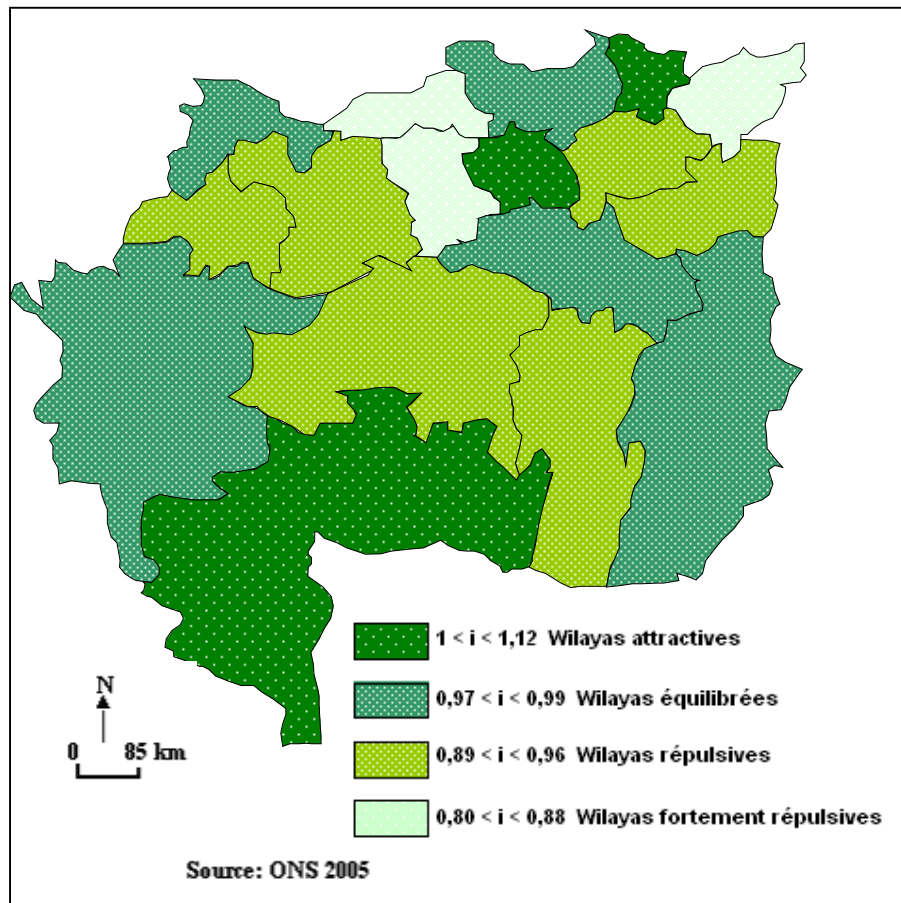 1 < i < 1,12 Wilayas attractives
0,97 < i < 0,99 Wilayas équilibrées
0,89 < i < 0,96 Wilayas répulsives
0,80 < i < 0,88 Wilayas fortement répulsives
N
0 85 km
Source: ONS 2005